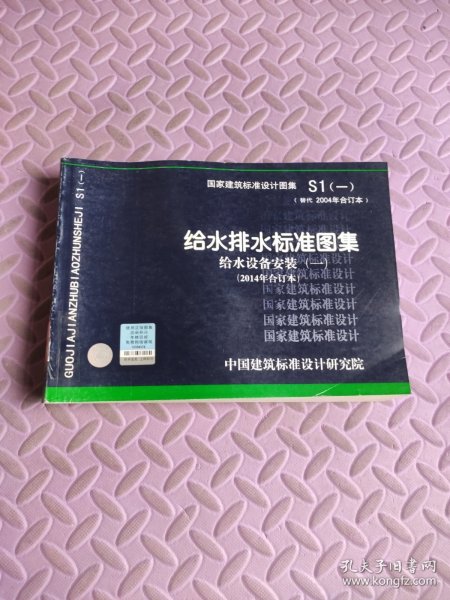 国家建筑标准设计图集 S1(一)
(替代 2004年合订本)
给水排水标准图集
给水设备安装(一)
(2014年合订本)
国家建筑标准设计
国家建筑标准设计
国家建筑标准设计
国家建筑标准设计
中国建筑标准设计研究院
GUOJIAJIANZHUBIAOZHUNSHEJI S1(一)
孔夫子旧书网
www.kongfz.com